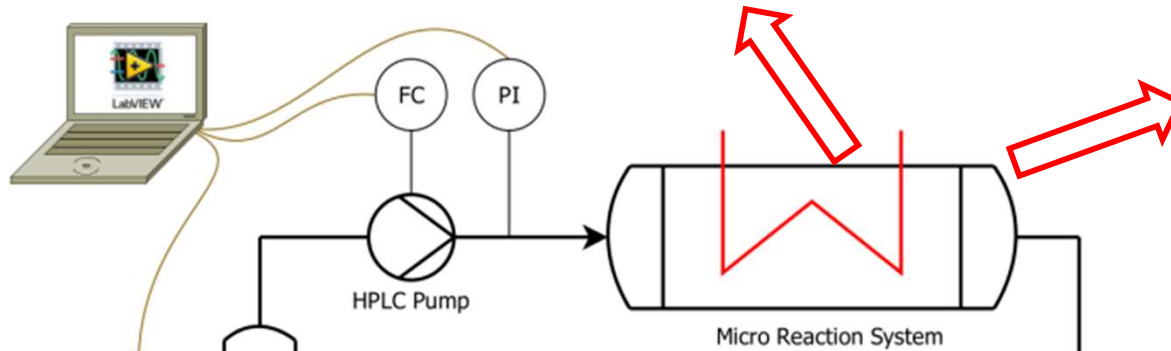 LabVIEW
FC
PI
HPLC Pump
Micro Reaction System